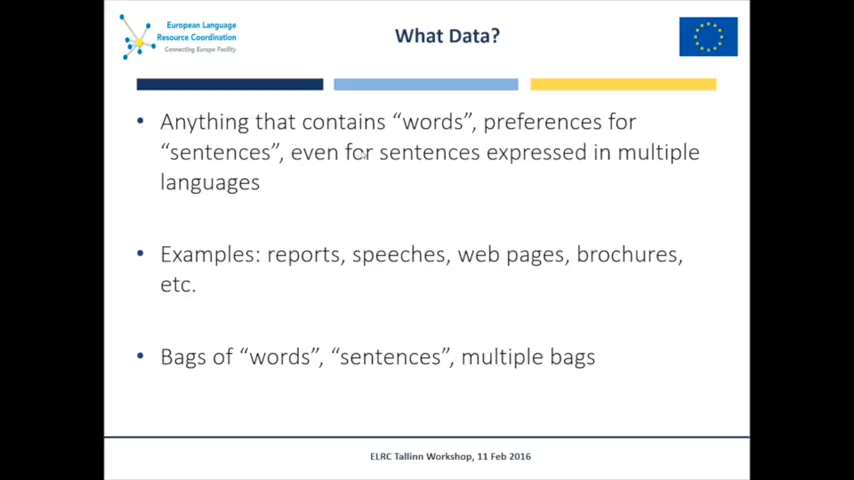 European Language
Resource Coordination
Connecting Europe Facility
What Data?
• Anything that contains “words”, preferences for
“sentences”, even for sentences expressed in multiple
languages
• Examples: reports, speeches, web pages, brochures,
etc.
• Bags of “words”, “sentences”, multiple bags
ELRC Tallinn Workshop, 11 Feb 2016